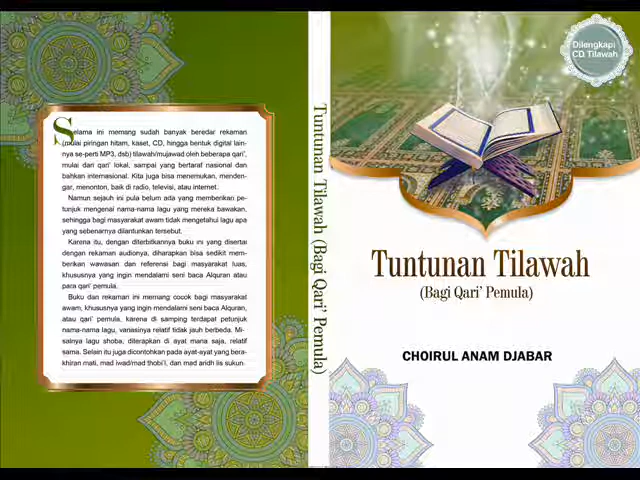 Selama ini memang sudah banyak beredar rekaman
(mulai piringan hitam, kaset, CD, hingga bentuk digital lain-
nya se-perti MP3, dsb) tilawah/mujawad oleh beberapa qari',
mulai dari qari' lokal, sampai yang bertaraf nasional dan
bahkan internasional. Kita juga bisa menemukan, menden-
gar, menonton, baik di radio, televisi, atau internet.
Namun sejauh ini pula belum ada yang memberikan pe-
tunjuk mengenai nama-nama lagu yang mereka bawakan,
sehingga bagi masyarakat awam tidak mengetahui lagu apa
yang sebenarnya dilantunkan tersebut.
Karena itu, dengan diterbitkannya buku ini yang disertai
dengan rekaman audionya, diharapkan bisa sedikit mem-
berikan wawasan dan referensi bagi masyarakat luas,
khususnya yang ingin mendalami seni baca Alquran atau
para qari' pemula.
Buku dan rekaman ini memang cocok bagi masyarakat
awam, khususnya yang ingin mendalami seni baca Alquran,
atau qari' pemula, karena di samping terdapat petunjuk
nama-nama lagu, variasinya relatif tidak jauh berbeda. Mi-
salnya lagu shoba, diterapkan di ayat mana saja, relatif
sama. Selain itu juga dicontohkan pada ayat-ayat yang bera-
khiran mati, mad iwad/mad thobi'i, dan mad aridh lis sukun
Tuntunan Tilawah (Bagi Qari' Pemula)
Dilengkapi
CD Tilawah
Tuntunan Tilawah
(Bagi Qari' Pemula)
CHOIRUL ANAM DJABAR